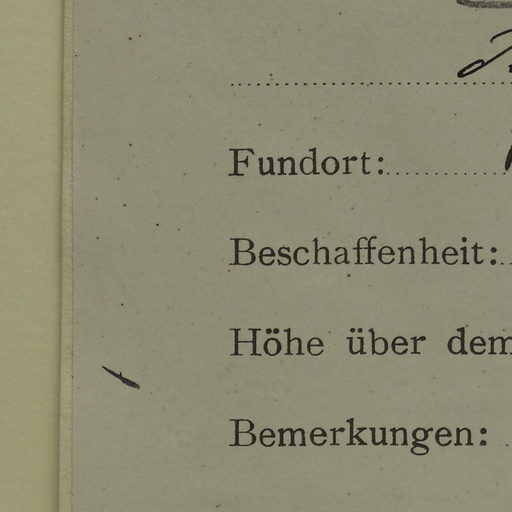 Fundort:
Beschaffenheit:
Höhe über dem
Bemerkungen: